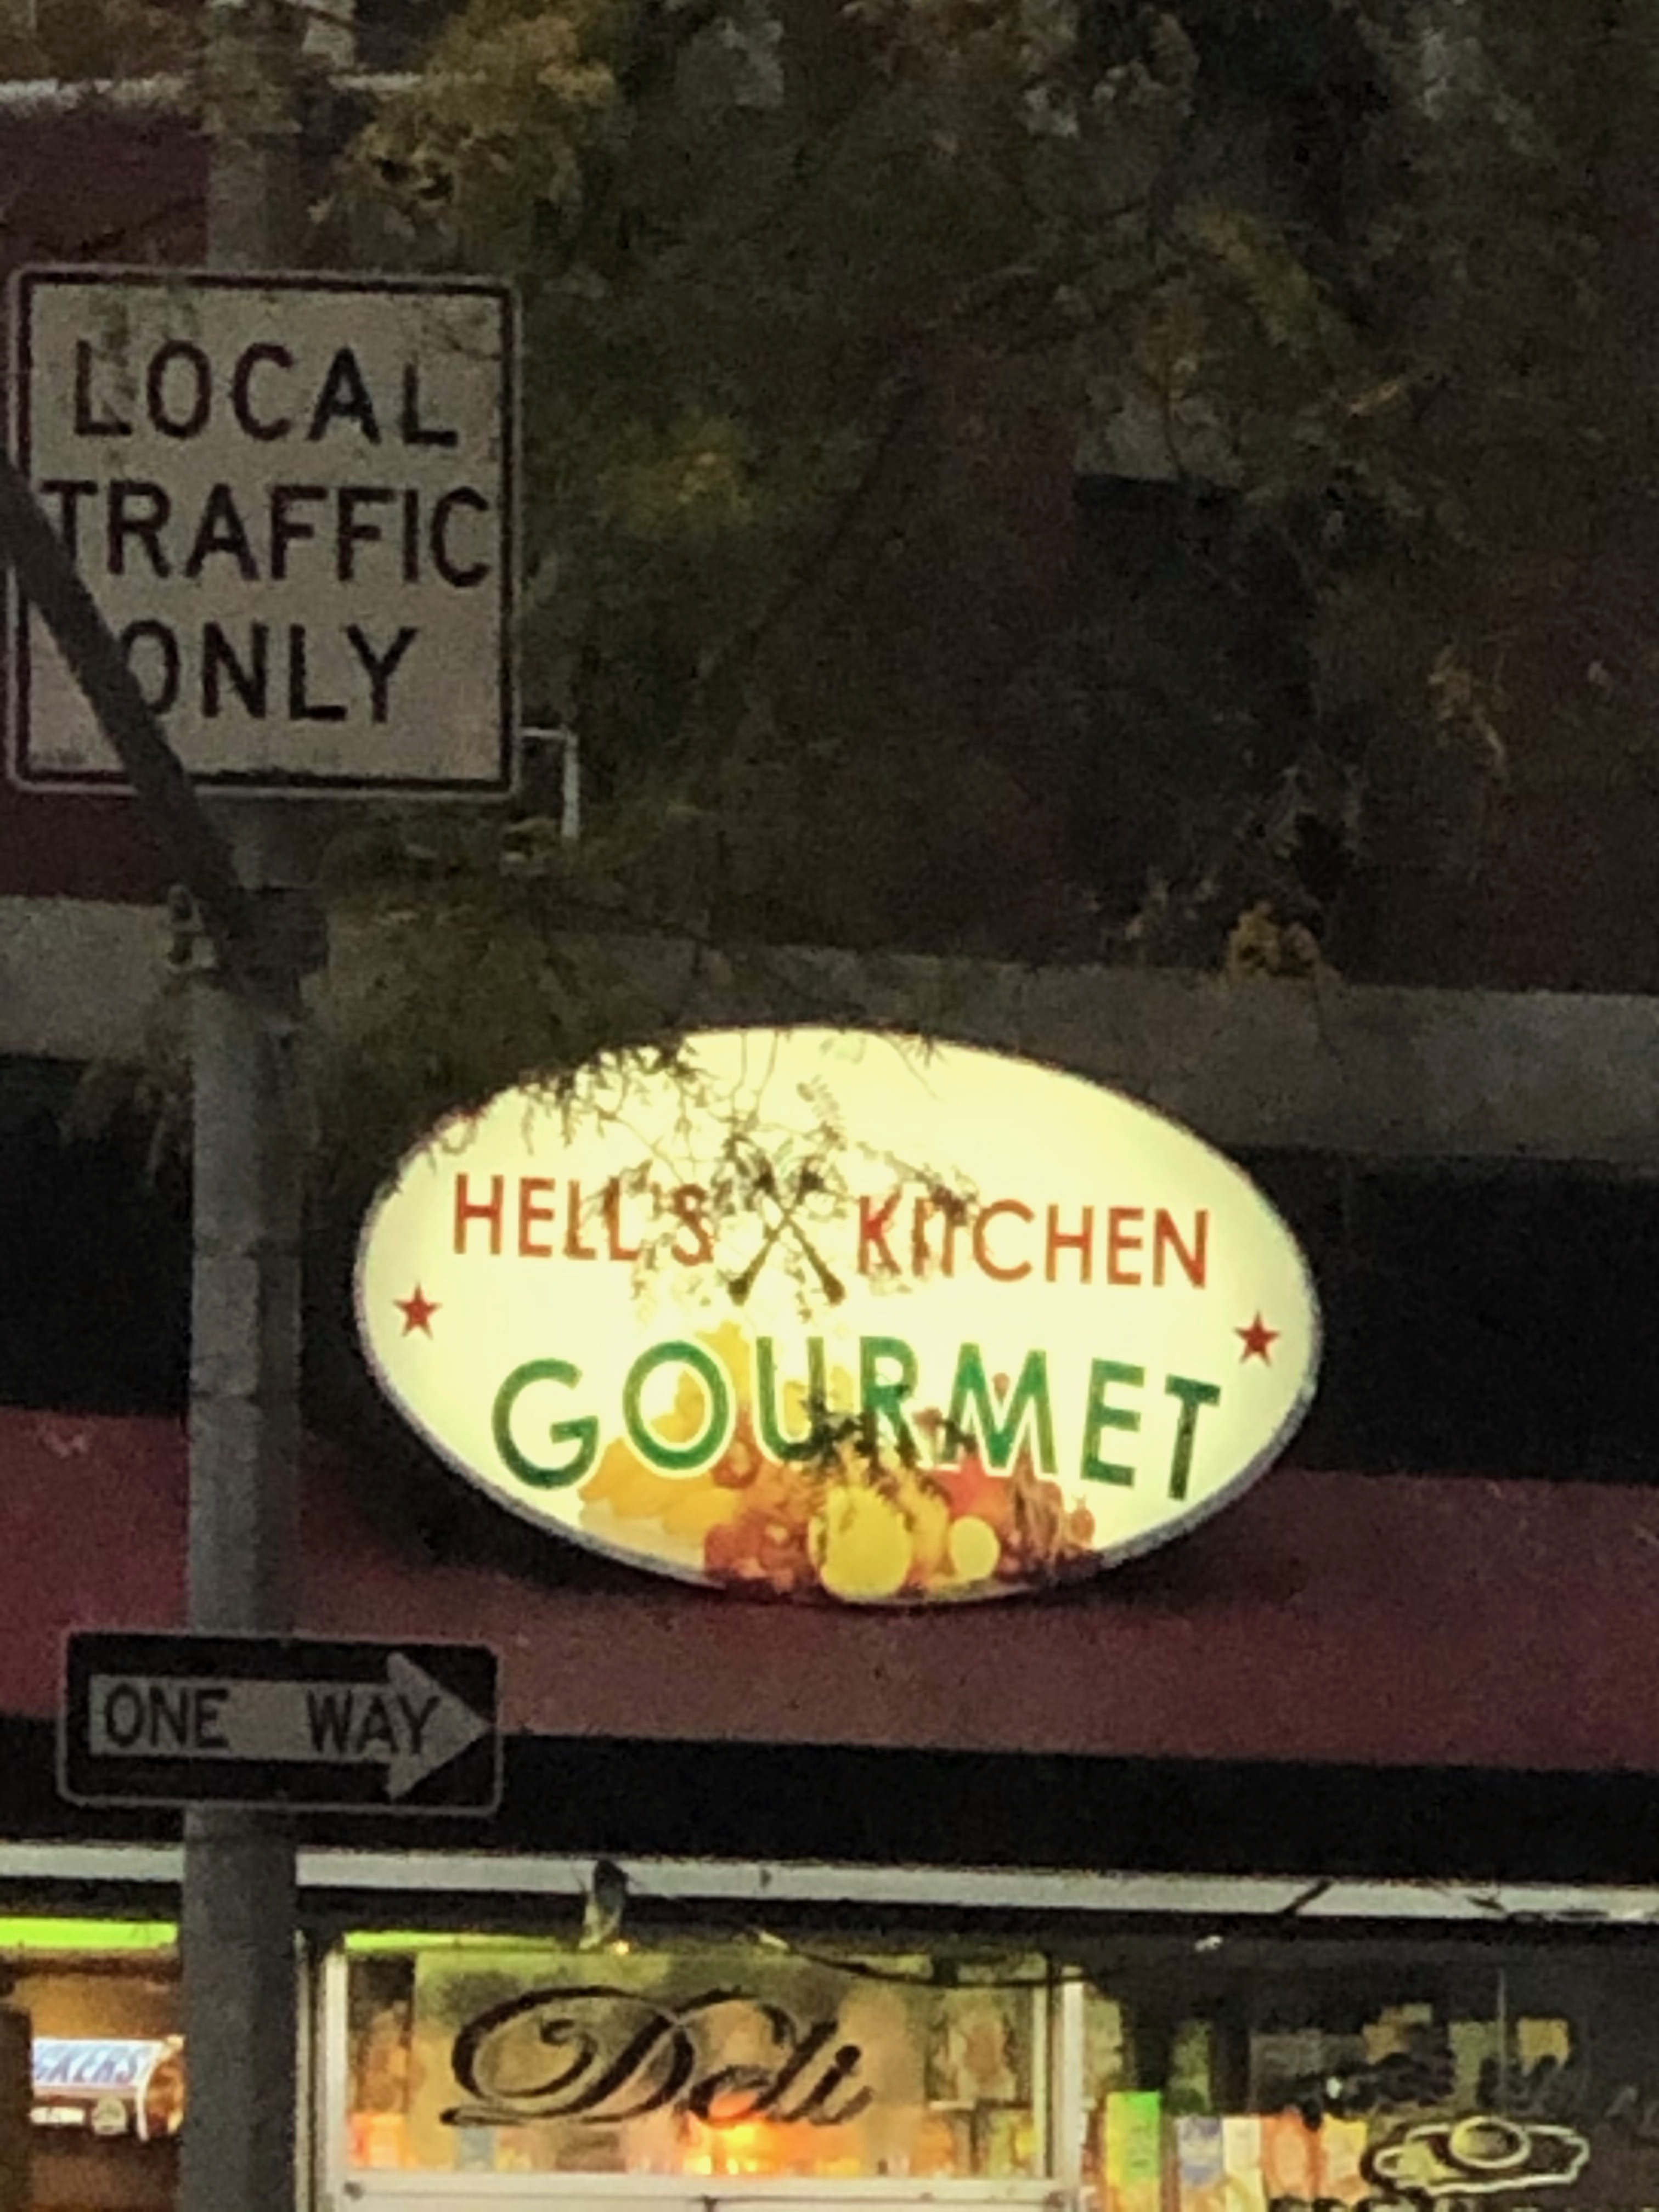 LOCAL
TRAFFIC
ONLY
HELL'S KITCHEN
GOURMET
ONE WAY
Deli